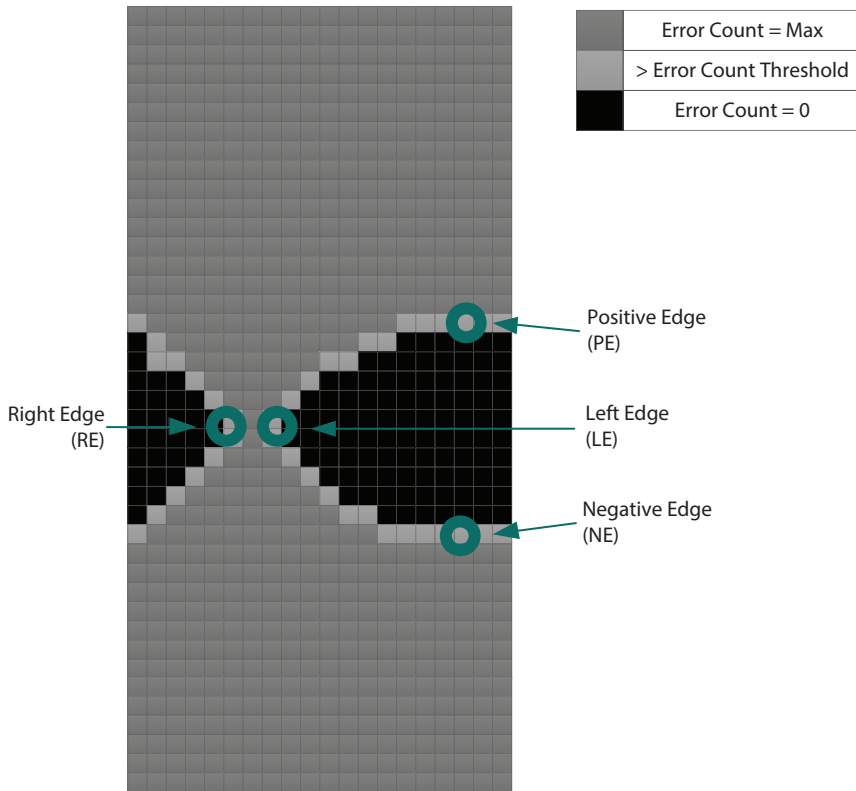 Error Count = Max
> Error Count Threshold
Error Count = 0
Positive Edge
(PE)
Right Edge
(RE)
Left Edge
(LE)
Negative Edge
(NE)